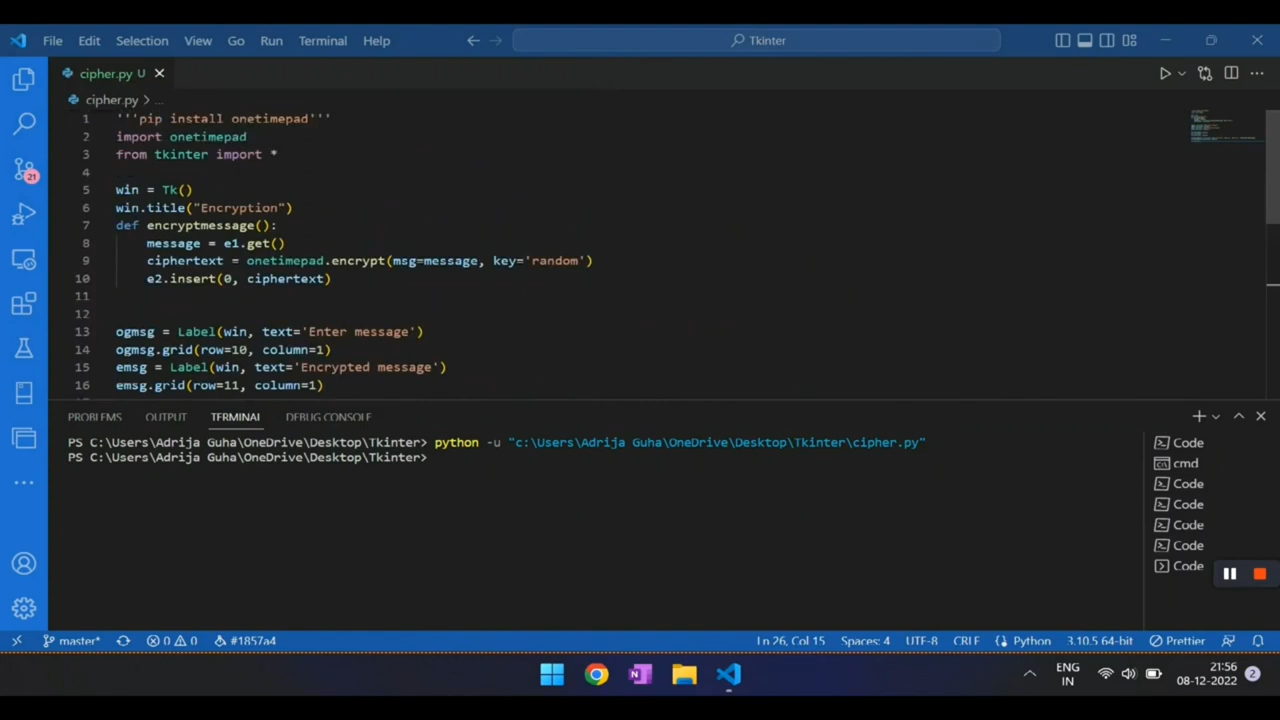 File Edit Selection View Go Run Terminal Help Tkinter
cipher.py U
cipher.py > ...
1 '''pip install onetimepad'''
2 import onetimepad
3 from tkinter import *
4
5 win = Tk()
6 win.title("Encryption")
7 def encryptmessage():
8 message = e1.get()
9 ciphertext = onetimepad.encrypt(msg=message, key='random')
10 e2.insert(0, ciphertext)
11
12
13 ogmsg = Label(win, text='Enter message')
14 ogmsg.grid(row=10, column=1)
15 emsg = Label(win, text='Encrypted message')
16 emsg.grid(row=11, column=1)
PROBLEMS OUTPUT TERMINAL DEBUG CONSOLE
PS C:\Users\Adrija Guha\OneDrive\Desktop\Tkinter> python -u "c:\Users\Adrija Guha\OneDrive\Desktop\Tkinter\cipher.py"
PS C:\Users\Adrija Guha\OneDrive\Desktop\Tkinter>
Code
cmd
Code
Code
Code
Code
Code
21
master* 0 0 #1857a4 Ln 26, Col 15 Spaces: 4 UTF-8 CRLF Python 3.10.5 64-bit Prettier
ENG
IN
21:56
08-12-2022
2